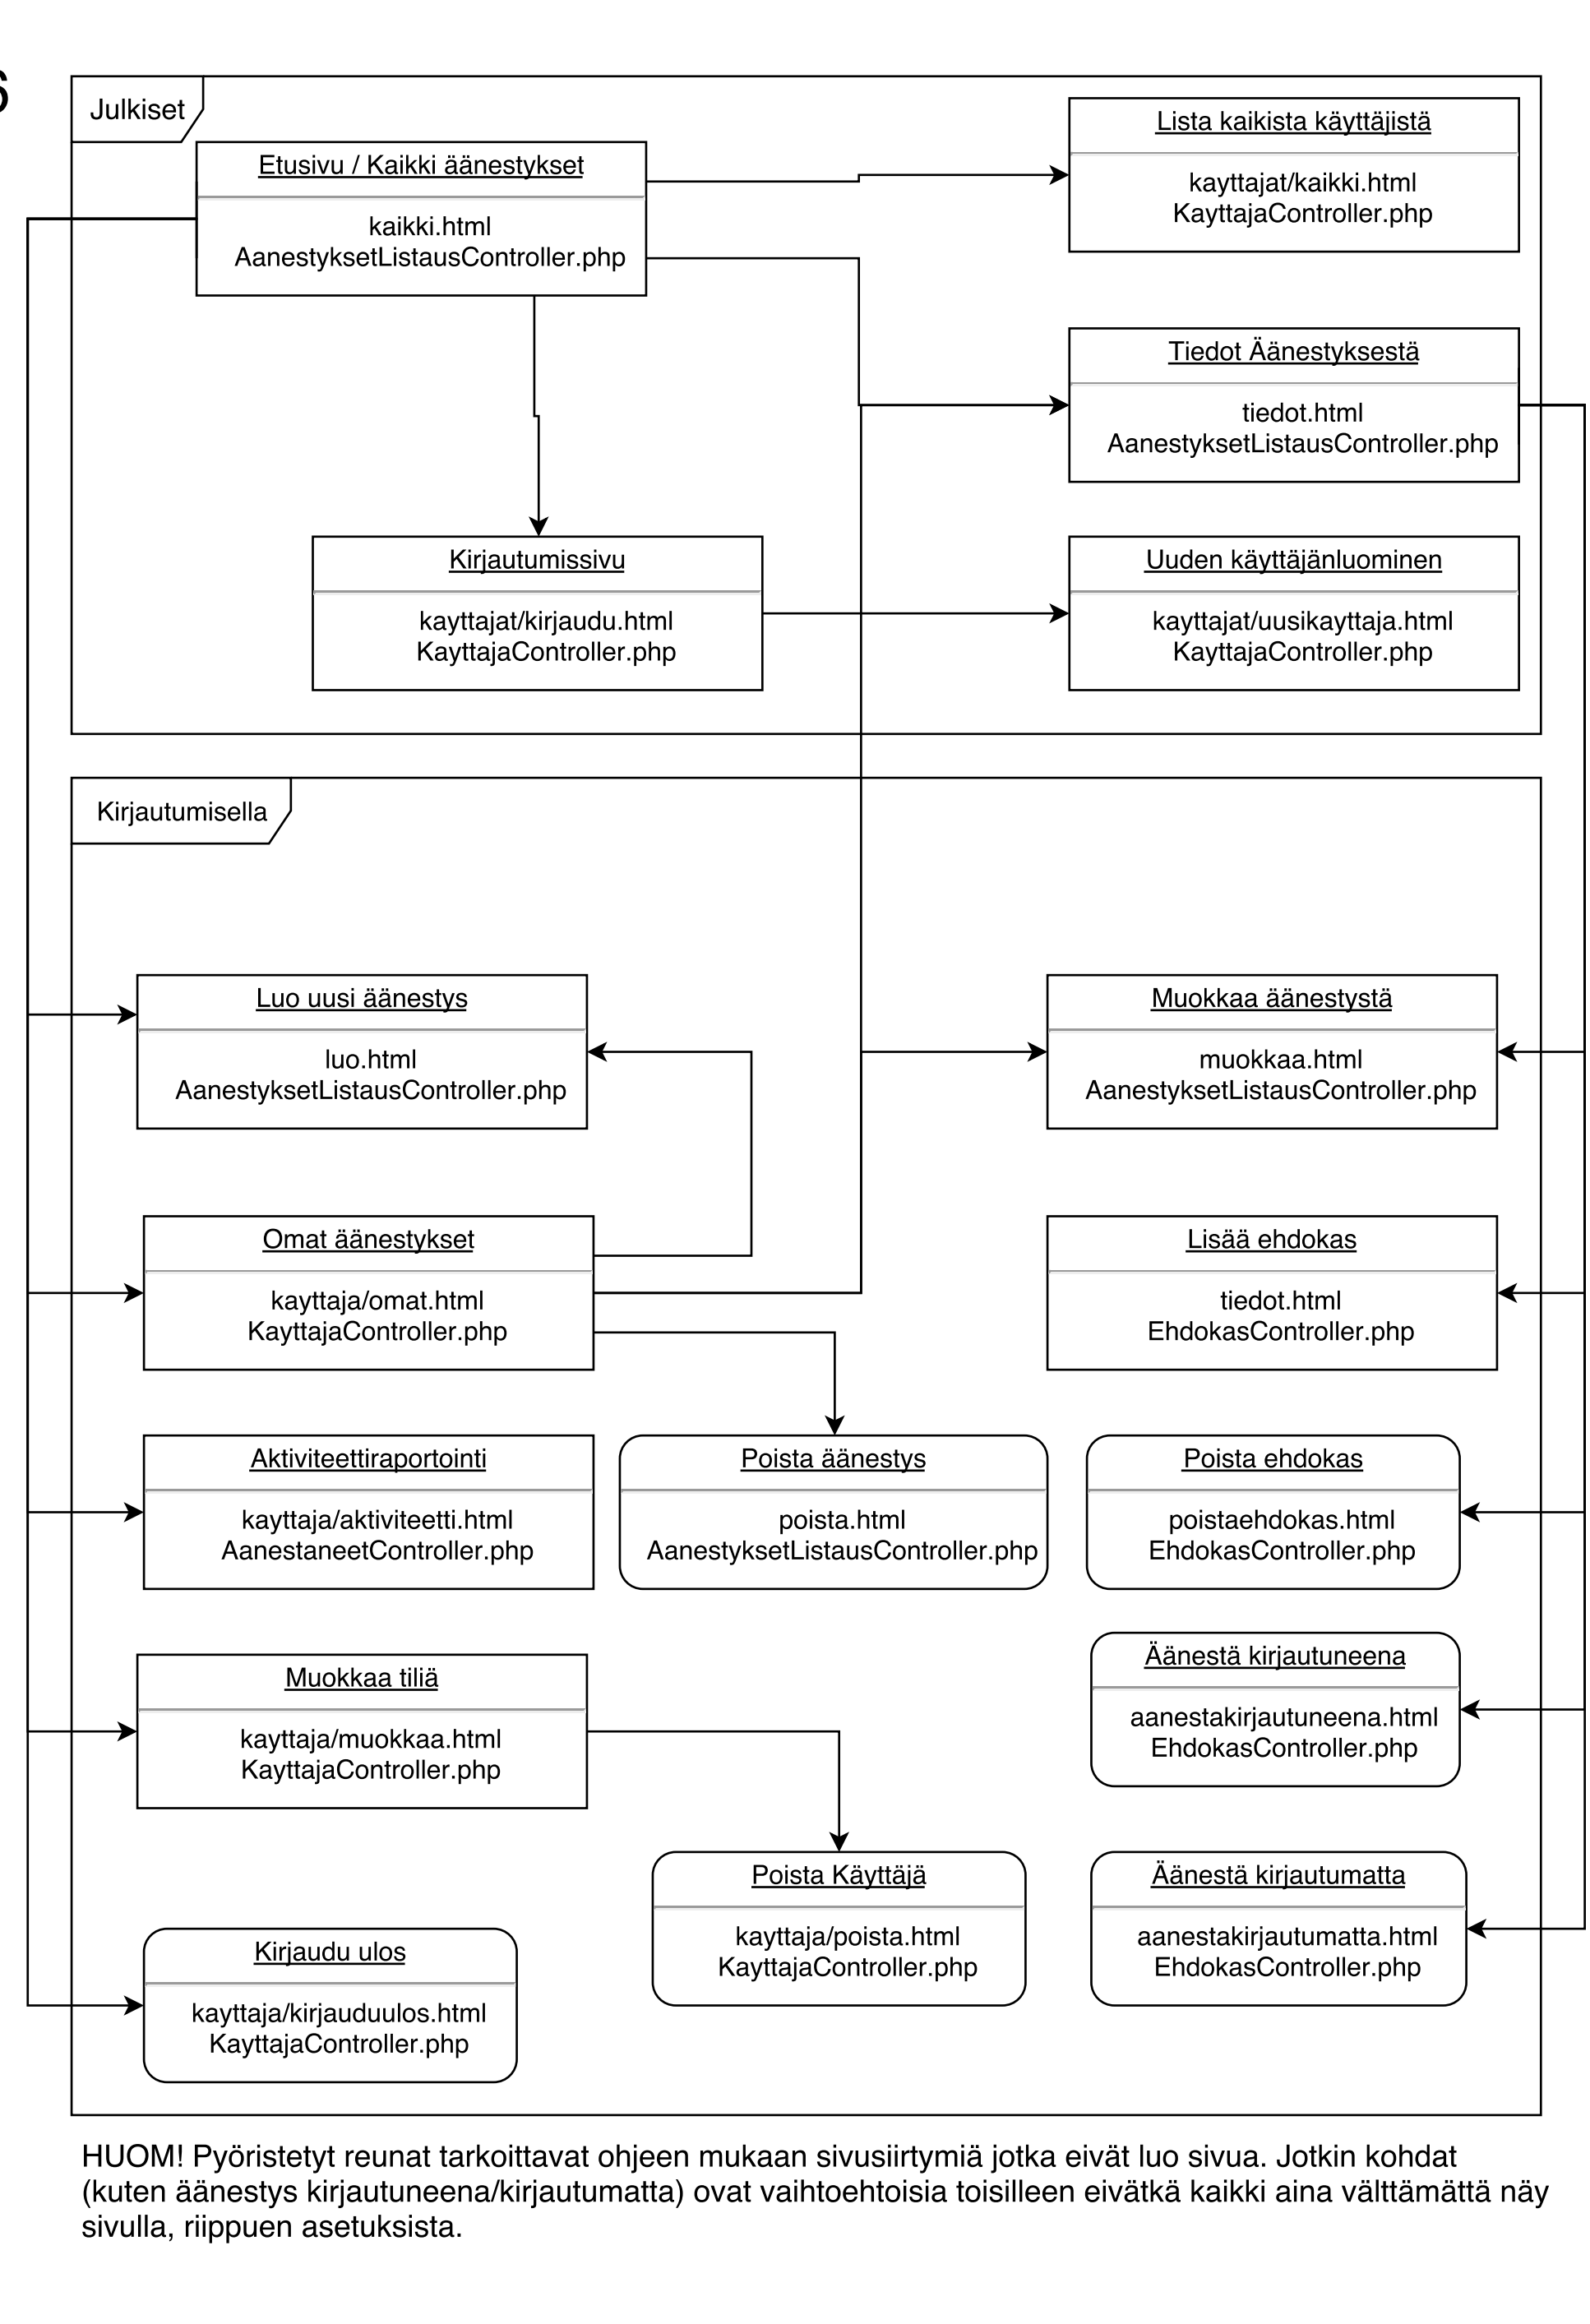 Julkiset
Etusivu / Kaikki äänestykset
kaikki.html
AanestyksetListausController.php
Lista kaikista käyttäjistä
kayttajat/kaikki.html
KayttajaController.php
Tiedot Äänestyksestä
tiedot.html
AanestyksetListausController.php
Kirjautumissivu
kayttajat/kirjaudu.html
KayttajaController.php
Uuden käyttäjänluominen
kayttajat/uusikayttaja.html
KayttajaController.php
Kirjautumisella
Luo uusi äänestys
luo.html
AanestyksetListausController.php
Muokkaa äänestystä
muokkaa.html
AanestyksetListausController.php
Omat äänestykset
kayttaja/omat.html
KayttajaController.php
Lisää ehdokas
tiedot.html
EhdokasController.php
Aktiviteettiraportointi
kayttaja/aktiviteetti.html
AanestaneetController.php
Poista äänestys
poista.html
AanestyksetListausController.php
Poista ehdokas
poistaehdokas.html
EhdokasController.php
Muokkaa tiliä
kayttaja/muokkaa.html
KayttajaController.php
Äänestä kirjautuneena
aanestakirjautuneena.html
EhdokasController.php
Poista Käyttäjä
kayttaja/poista.html
KayttajaController.php
Äänestä kirjautumatta
aanestakirjautumatta.html
EhdokasController.php
Kirjaudu ulos
kayttaja/kirjauduulos.html
KayttajaController.php
HUOM! Pyöristetyt reunat tarkoittavat ohjeen mukaan sivusiirtymiä jotka eivät luo sivua. Jotkin kohdat
(kuten äänestys kirjautuneena/kirjautumatta) ovat vaihtoehtoisia toisilleen eivätkä kaikki aina välttämättä näy
sivulla, riippuen asetuksista.